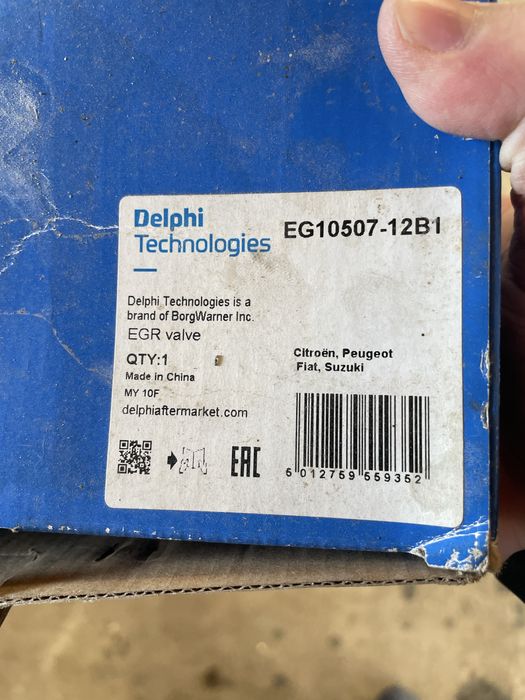 Delphi
Technologies
EG10507-12B1
Delphi Technologies is a
brand of BorgWarner Inc.
EGR valve
QTY:1
Made in China
MY 10F
delphiaftermarket.com
Citroën, Peugeot
Fiat, Suzuki
EAC
5 012759 559352